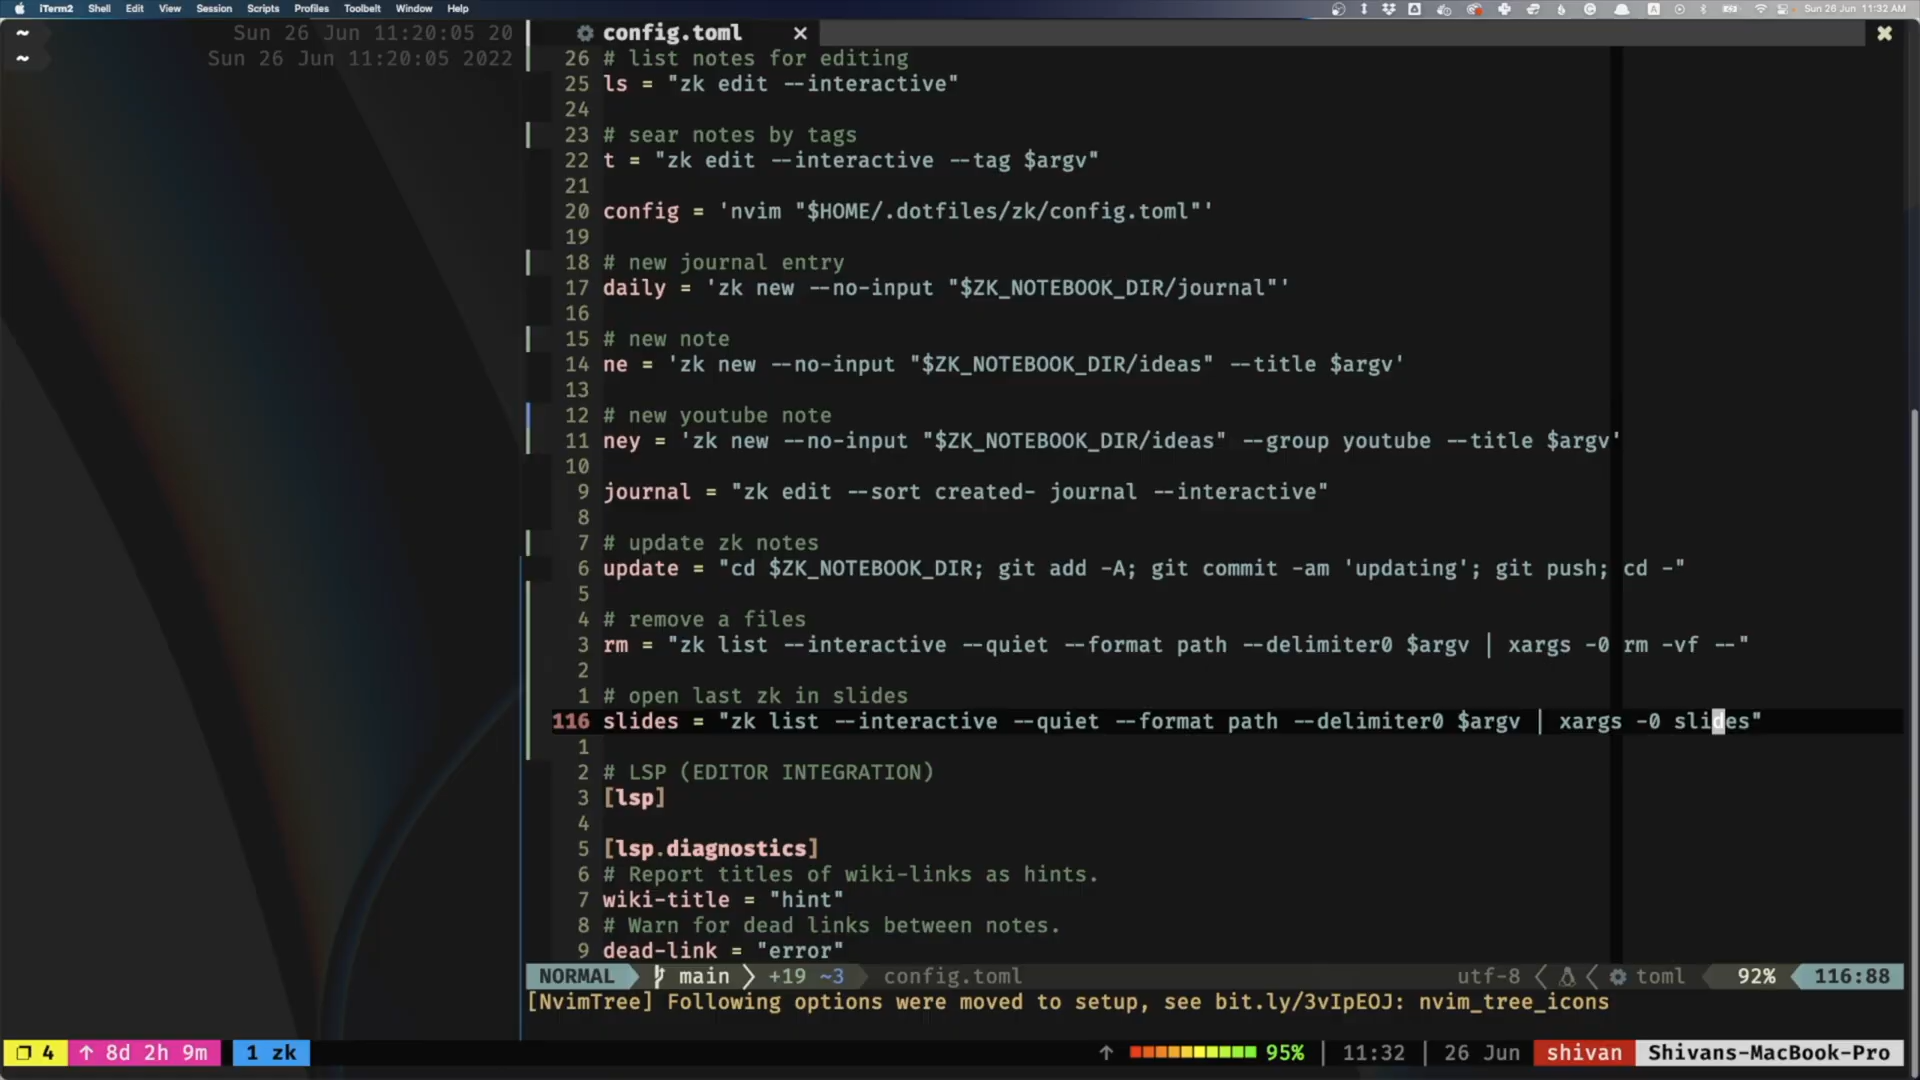 iTerm2 Shell Edit View Session Scripts Profiles Toolbelt Window Help Sun 26 Jun 11:32 AM
~ Sun 26 Jun 11:20:05 20
~ Sun 26 Jun 11:20:05 2022
config.toml ×
26 # list notes for editing
25 ls = "zk edit --interactive"
24
23 # sear notes by tags
22 t = "zk edit --interactive --tag $argv"
21
20 config = 'nvim "$HOME/.dotfiles/zk/config.toml"'
19
18 # new journal entry
17 daily = 'zk new --no-input "$ZK_NOTEBOOK_DIR/journal"'
16
15 # new note
14 ne = 'zk new --no-input "$ZK_NOTEBOOK_DIR/ideas" --title $argv'
13
12 # new youtube note
11 ney = 'zk new --no-input "$ZK_NOTEBOOK_DIR/ideas" --group youtube --title $argv'
10
9 journal = "zk edit --sort created- journal --interactive"
8
7 # update zk notes
6 update = "cd $ZK_NOTEBOOK_DIR; git add -A; git commit -am 'updating'; git push; cd -"
5
4 # remove a files
3 rm = "zk list --interactive --quiet --format path --delimiter0 $argv | xargs -0 rm -vf --"
2
1 # open last zk in slides
116 slides = "zk list --interactive --quiet --format path --delimiter0 $argv | xargs -0 slides"
1
2 # LSP (EDITOR INTEGRATION)
3 [lsp]
4
5 [lsp.diagnostics]
6 # Report titles of wiki-links as hints.
7 wiki-title = "hint"
8 # Warn for dead links between notes.
9 dead-link = "error"
NORMAL main +19 ~3 config.toml utf-8 toml 92% 116:88
[NvimTree] Following options were moved to setup, see bit.ly/3vIpEOJ: nvim_tree_icons
4 ↑ 8d 2h 9m 1 zk ↑ 95% | 11:32 | 26 Jun shivan Shivans-MacBook-Pro